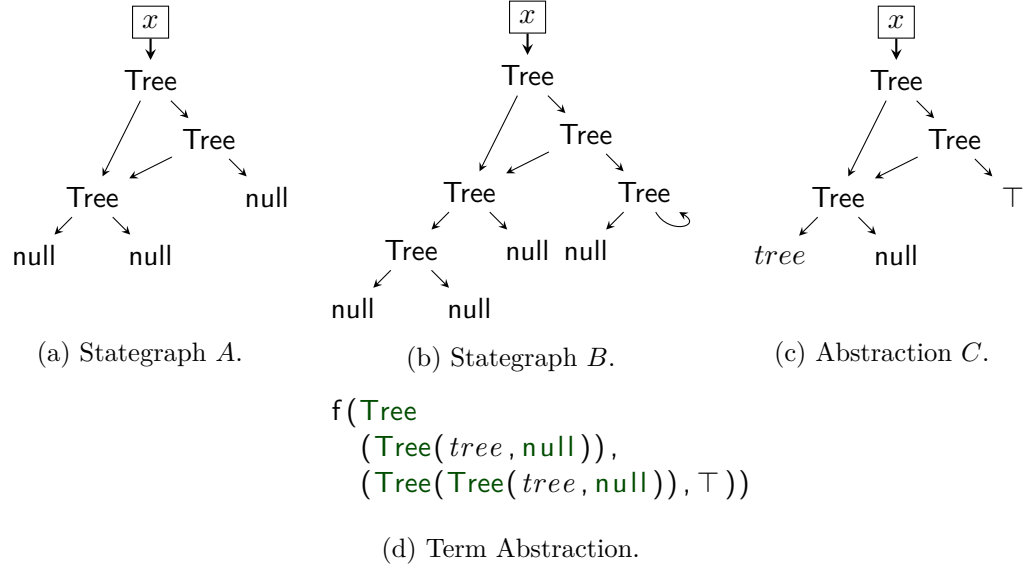 x x x
Tree Tree Tree
Tree Tree Tree
Tree null Tree Tree Tree ⊤
null null Tree null null tree null
null null
(a) Stategraph A.
(b) Stategraph B.
(c) Abstraction C.
f(Tree
(Tree(tree,null)),
(Tree(Tree(tree,null)),⊤))
(d) Term Abstraction.